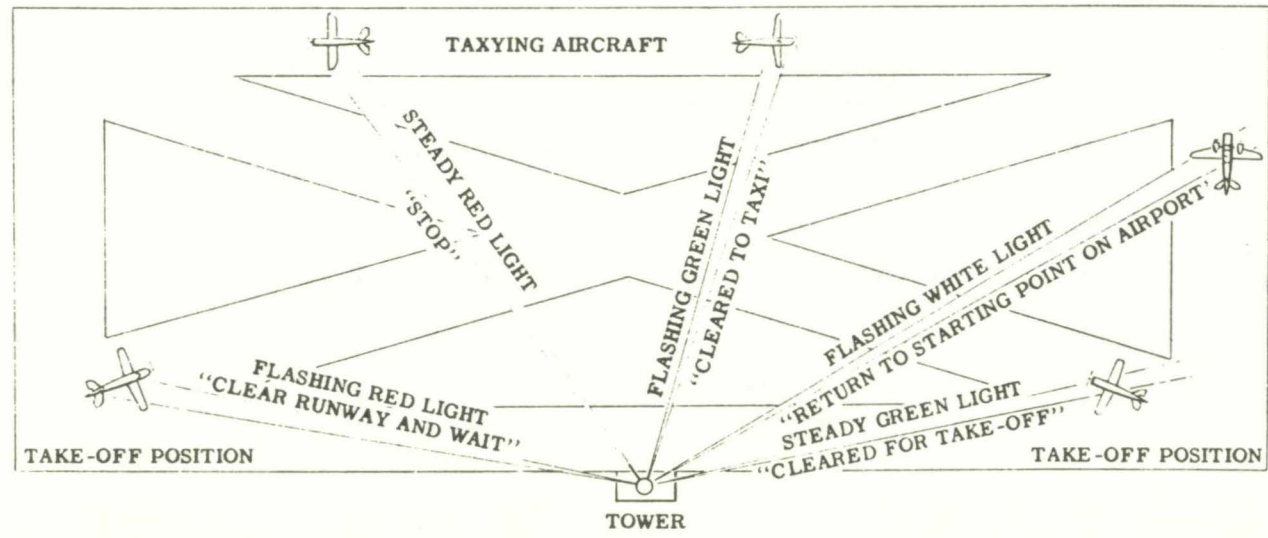 TAXYING AIRCRAFT
STEADY RED LIGHT
"STOP"
FLASHING GREEN LIGHT
"CLEARED TO TAXI"
FLASHING WHITE LIGHT
"RETURN TO STARTING POINT ON AIRPORT"
FLASHING RED LIGHT
"CLEAR RUNWAY AND WAIT"
STEADY GREEN LIGHT
"CLEARED FOR TAKE-OFF"
TAKE-OFF POSITION
TAKE-OFF POSITION
TOWER